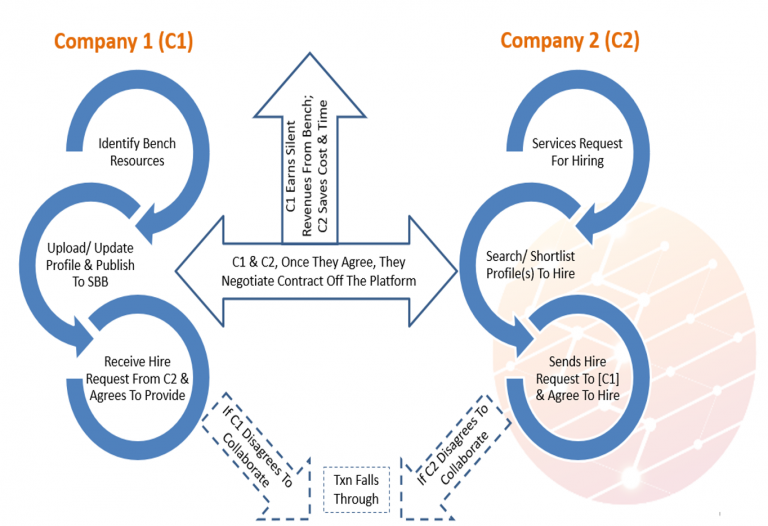 Company 1 (C1)
Company 2 (C2)
Identify Bench
Resources
Upload/ Update
Profile & Publish
To SBB
Receive Hire
Request From C2 &
Agrees To Provide
C1 Earns Silent
Revenues From Bench;
C2 Saves Cost & Time
C1 & C2, Once They Agree, They
Negotiate Contract Off The Platform
Services Request
For Hiring
Search/ Shortlist
Profile(s) To Hire
Sends Hire
Request To [C1]
& Agree To Hire
If C1 Disagrees To
Collaborate
Txn Falls
Through
If C2 Disagrees To
Collaborate